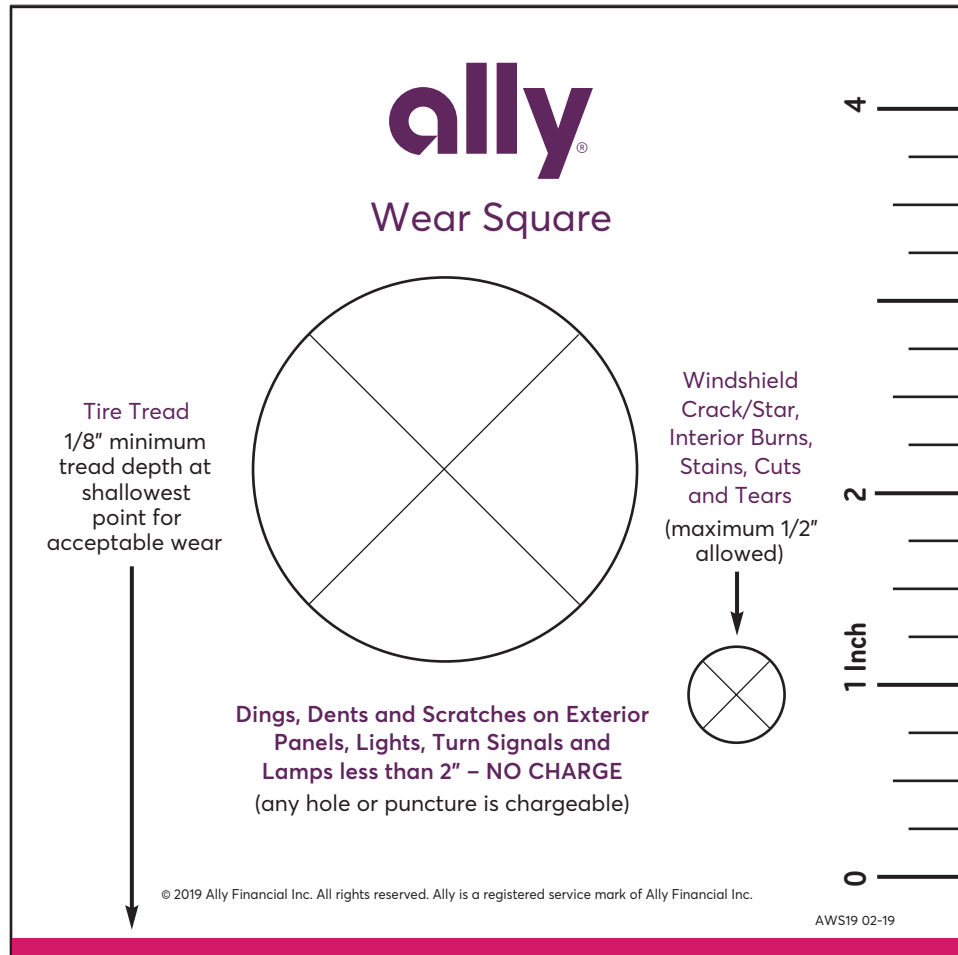 ally®
Wear Square
Tire Tread
1/8" minimum
tread depth at
shallowest
point for
acceptable wear
Windshield
Crack/Star,
Interior Burns,
Stains, Cuts
and Tears
(maximum 1/2"
allowed)
Dings, Dents and Scratches on Exterior
Panels, Lights, Turn Signals and
Lamps less than 2" – NO CHARGE
(any hole or puncture is chargeable)
4
2
1 Inch
0
© 2019 Ally Financial Inc. All rights reserved. Ally is a registered service mark of Ally Financial Inc.
AWS19 02-19